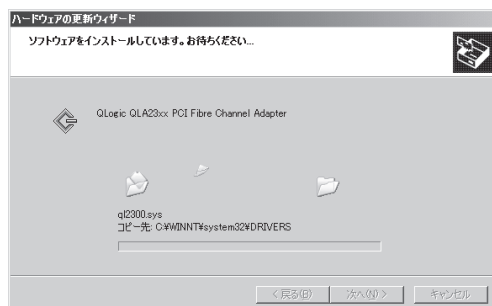 ハードウェアの更新ウィザード
ソフトウェアをインストールしています。お待ちください...
QLogic QLA23xx PCI Fibre Channel Adapter
ql2300.sys
コピー先: C:¥WINNT¥system32¥DRIVERS
< 戻る(B)
次へ(N) >
キャンセル